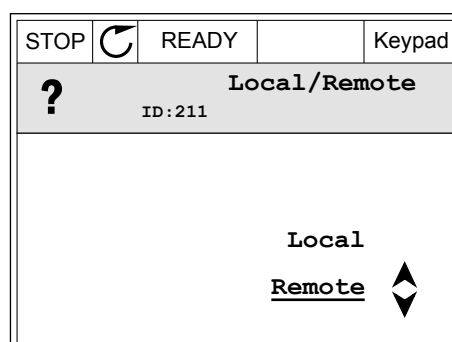 STOP READY Keypad
? Local/Remote
ID:211
Local
Remote